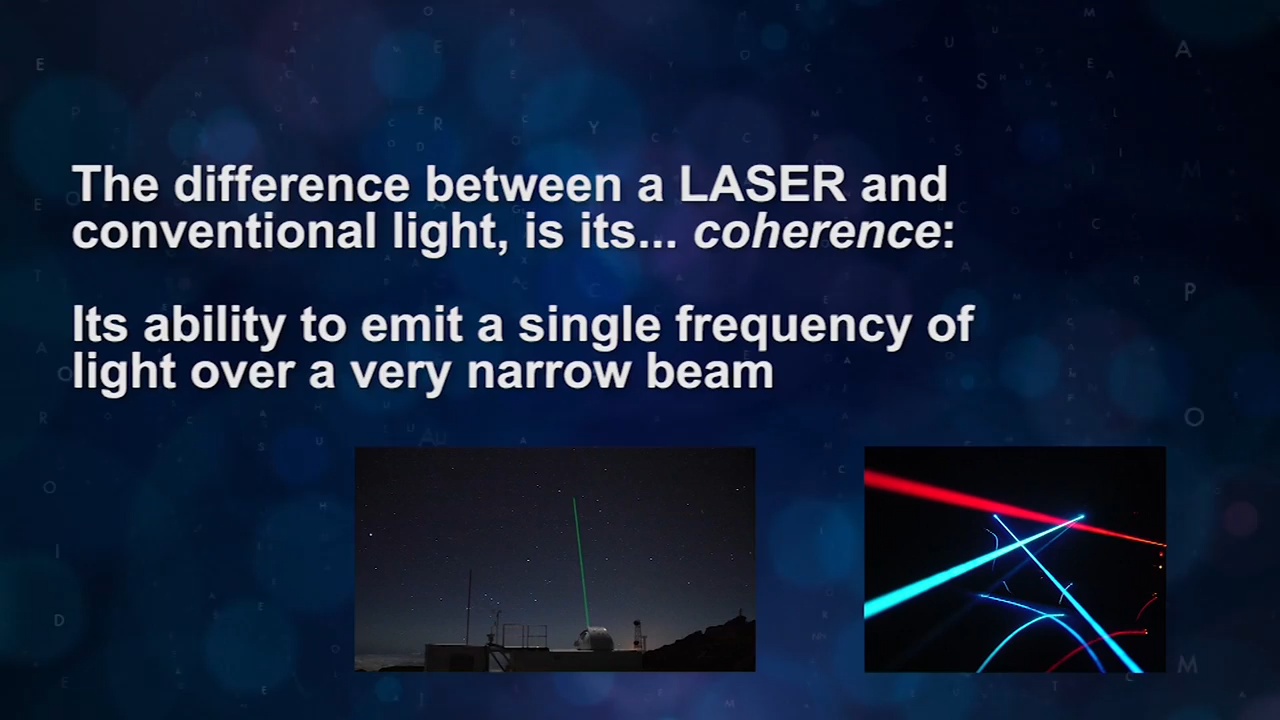 The difference between a LASER and
conventional light, is its... coherence:
Its ability to emit a single frequency of
light over a very narrow beam